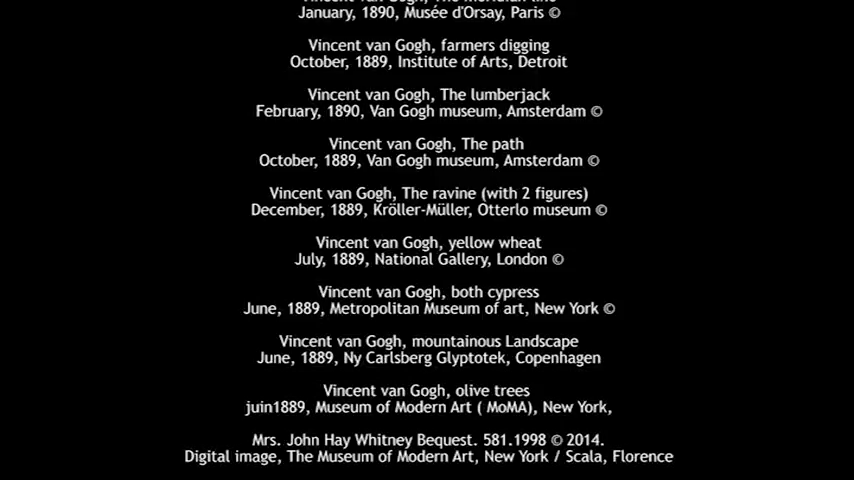 Vincent van Gogh, The meridian line
January, 1890, Musée d'Orsay, Paris ©
Vincent van Gogh, farmers digging
October, 1889, Institute of Arts, Detroit
Vincent van Gogh, The lumberjack
February, 1890, Van Gogh museum, Amsterdam ©
Vincent van Gogh, The path
October, 1889, Van Gogh museum, Amsterdam ©
Vincent van Gogh, The ravine (with 2 figures)
December, 1889, Kröller-Müller, Otterlo museum ©
Vincent van Gogh, yellow wheat
July, 1889, National Gallery, London ©
Vincent van Gogh, both cypress
June, 1889, Metropolitan Museum of art, New York ©
Vincent van Gogh, mountainous Landscape
June, 1889, Ny Carlsberg Glyptotek, Copenhagen
Vincent van Gogh, olive trees
juin1889, Museum of Modern Art ( MoMA), New York,
Mrs. John Hay Whitney Bequest. 581.1998 © 2014.
Digital image, The Museum of Modern Art, New York / Scala, Florence